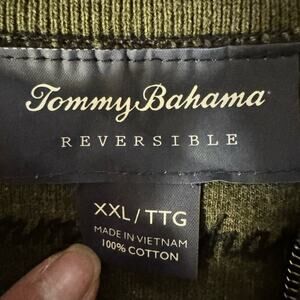 Tommy Bahama
REVERSIBLE
XXL/TTG
MADE IN VIETNAM
100% COTTON